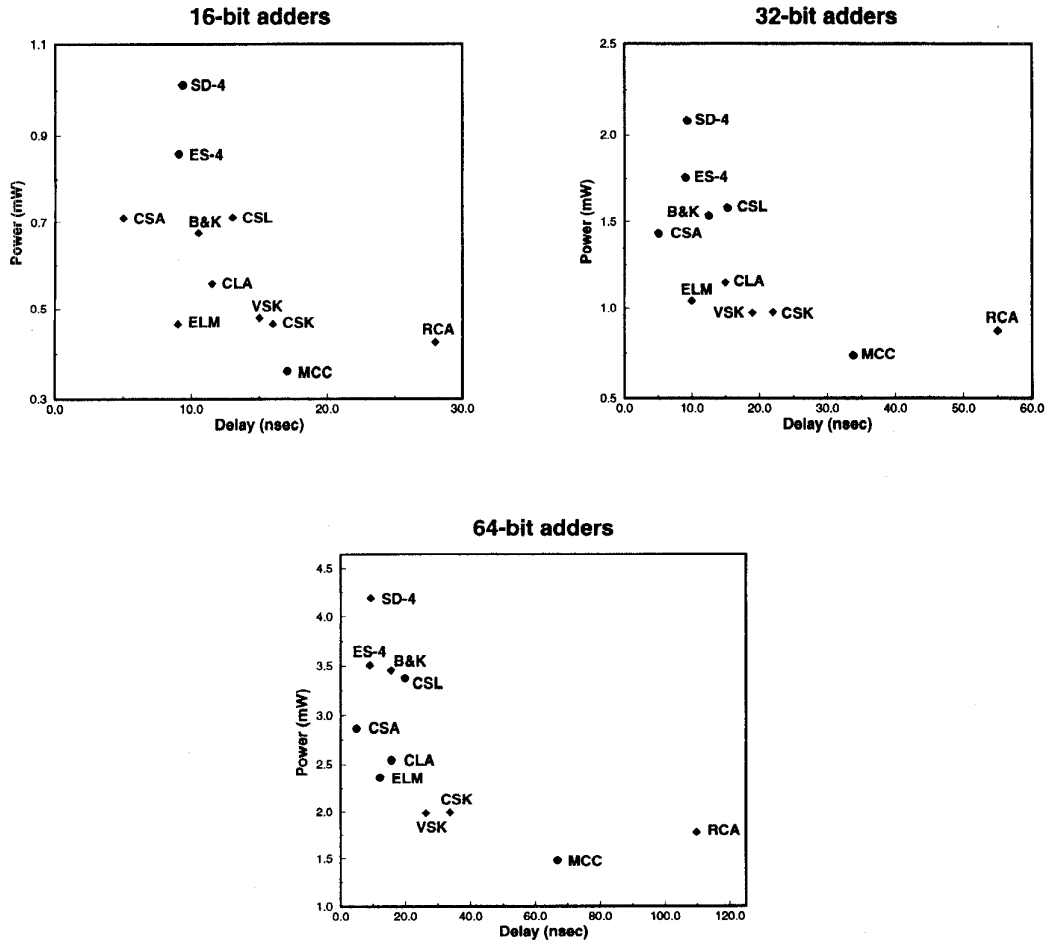 16-bit adders
1.1
0.9
0.7
0.5
0.3
Power (mW)
SD-4
ES-4
CSA
B&K
CSL
CLA
VSK
ELM
CSK
RCA
MCC
0.0
10.0
20.0
30.0
Delay (nsec)
32-bit adders
2.5
2.0
1.5
1.0
0.5
Power (mW)
SD-4
ES-4
B&K
CSL
CSA
CLA
ELM
VSK
CSK
RCA
MCC
0.0
10.0
20.0
30.0
40.0
50.0
60.0
Delay (nsec)
64-bit adders
4.5
4.0
3.5
3.0
2.5
2.0
1.5
1.0
Power (mW)
SD-4
ES-4
B&K
CSL
CSA
CLA
ELM
CSK
VSK
RCA
MCC
0.0
20.0
40.0
60.0
80.0
100.0
120.0
Delay (nsec)